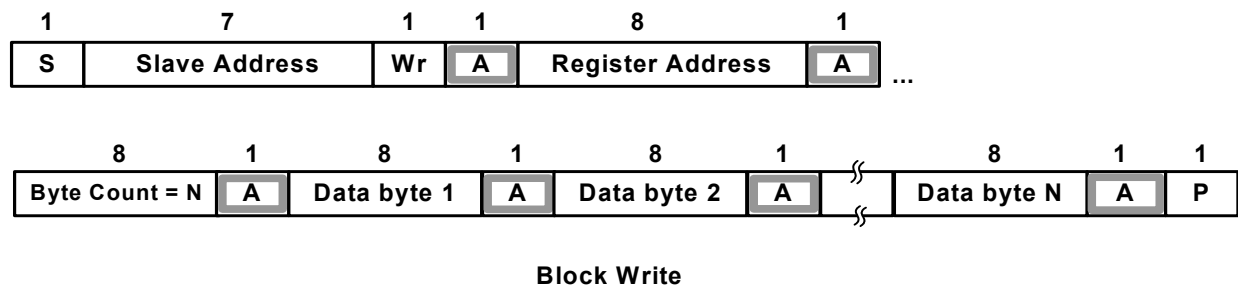 1 7 1 1 8 1
S Slave Address Wr A Register Address A ...
8 1 8 1 8 1 8 1 1
Byte Count = N A Data byte 1 A Data byte 2 A Data byte N A P
Block Write